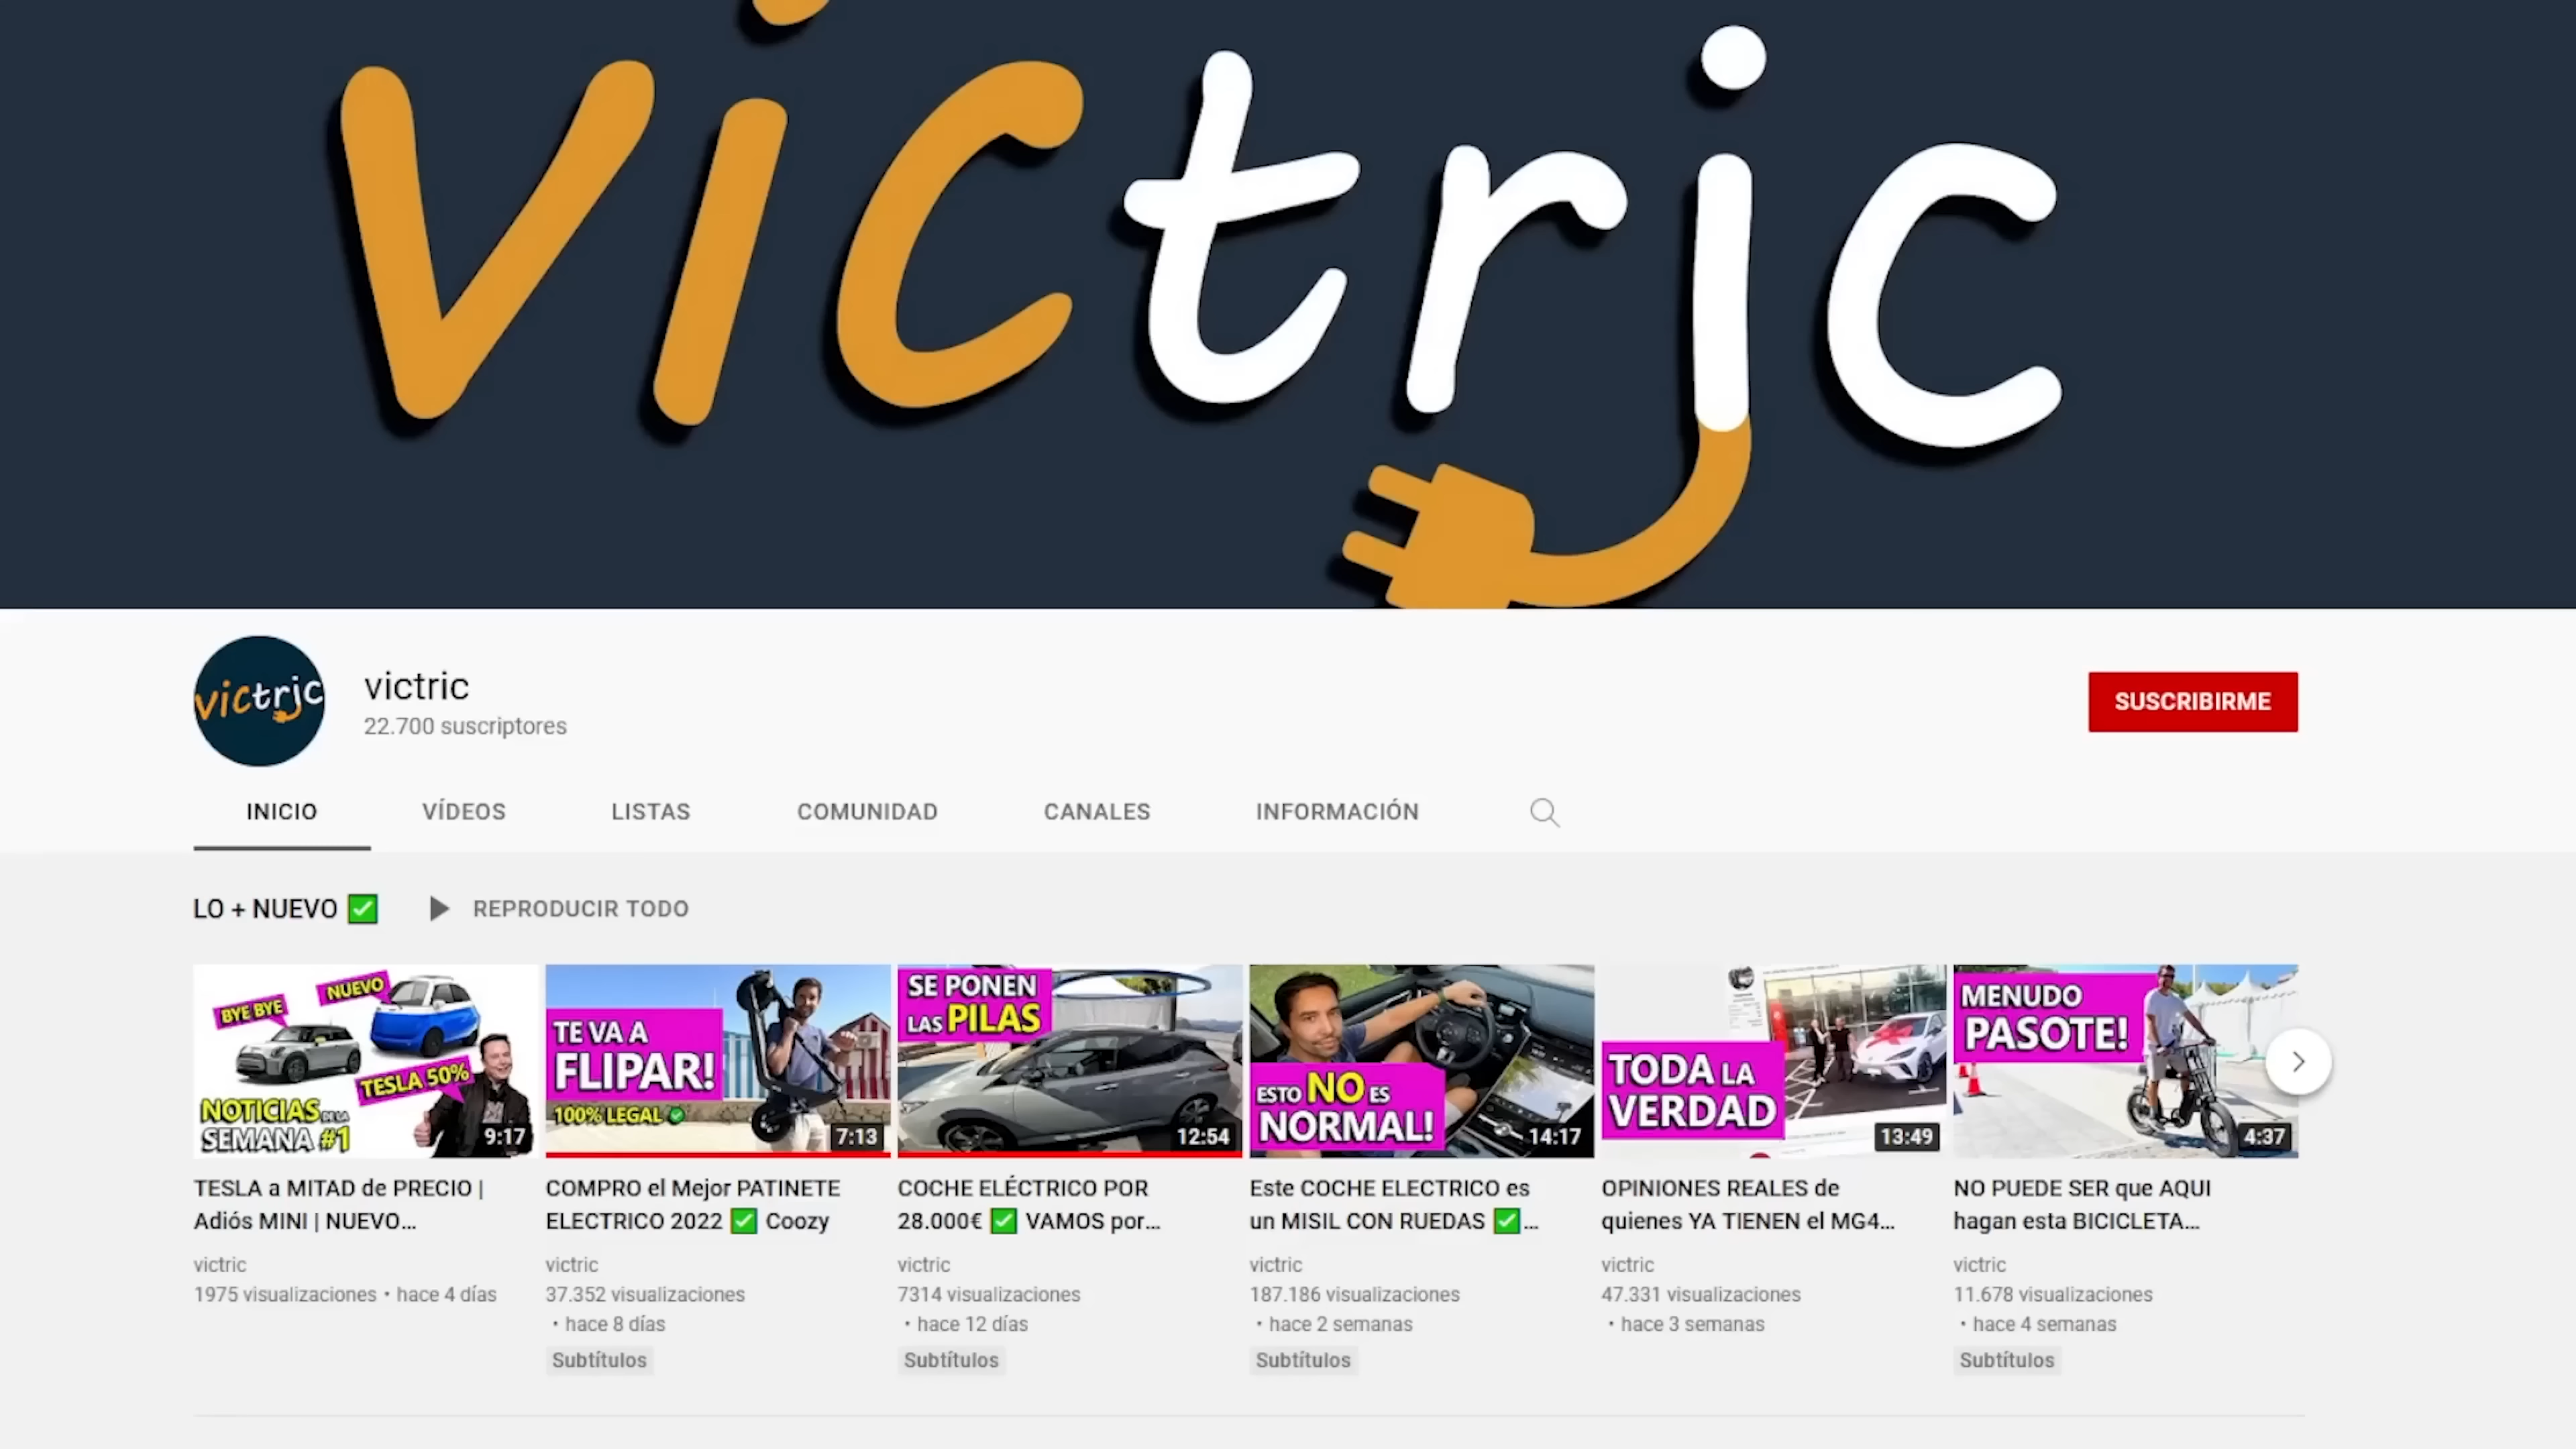 victrjc
victrjc
victric
22.700 suscriptores
SUSCRIBIRME
INICIO
VÍDEOS
LISTAS
COMUNIDAD
CANALES
INFORMACIÓN
LO + NUEVO ✅
REPRODUCIR TODO
BYE BYE
NUEVO
TESLA 50%
NOTICIAS DE LA
SEMANA #1
9:17
TE VA A
FLIPAR!
100% LEGAL
7:13
SE PONEN
LAS PILAS
12:54
ESTO NO ES
NORMAL!
14:17
TODA LA
VERDAD
13:49
MENUDO
PASOTE!
4:37
TESLA a MITAD de PRECIO |
Adiós MINI | NUEVO...
victric
1975 visualizaciones • hace 4 días
COMPRO el Mejor PATINETE
ELECTRICO 2022 ✅ Coozy
victric
37.352 visualizaciones
• hace 8 días
Subtítulos
COCHE ELÉCTRICO POR
28.000€ ✅ VAMOS por...
victric
7314 visualizaciones
• hace 12 días
Subtítulos
Este COCHE ELECTRICO es
un MISIL CON RUEDAS ✅...
victric
187.186 visualizaciones
• hace 2 semanas
Subtítulos
OPINIONES REALES de
quienes YA TIENEN el MG4...
victric
47.331 visualizaciones
• hace 3 semanas
NO PUEDE SER que AQUI
hagan esta BICICLETA...
victric
11.678 visualizaciones
• hace 4 semanas
Subtítulos